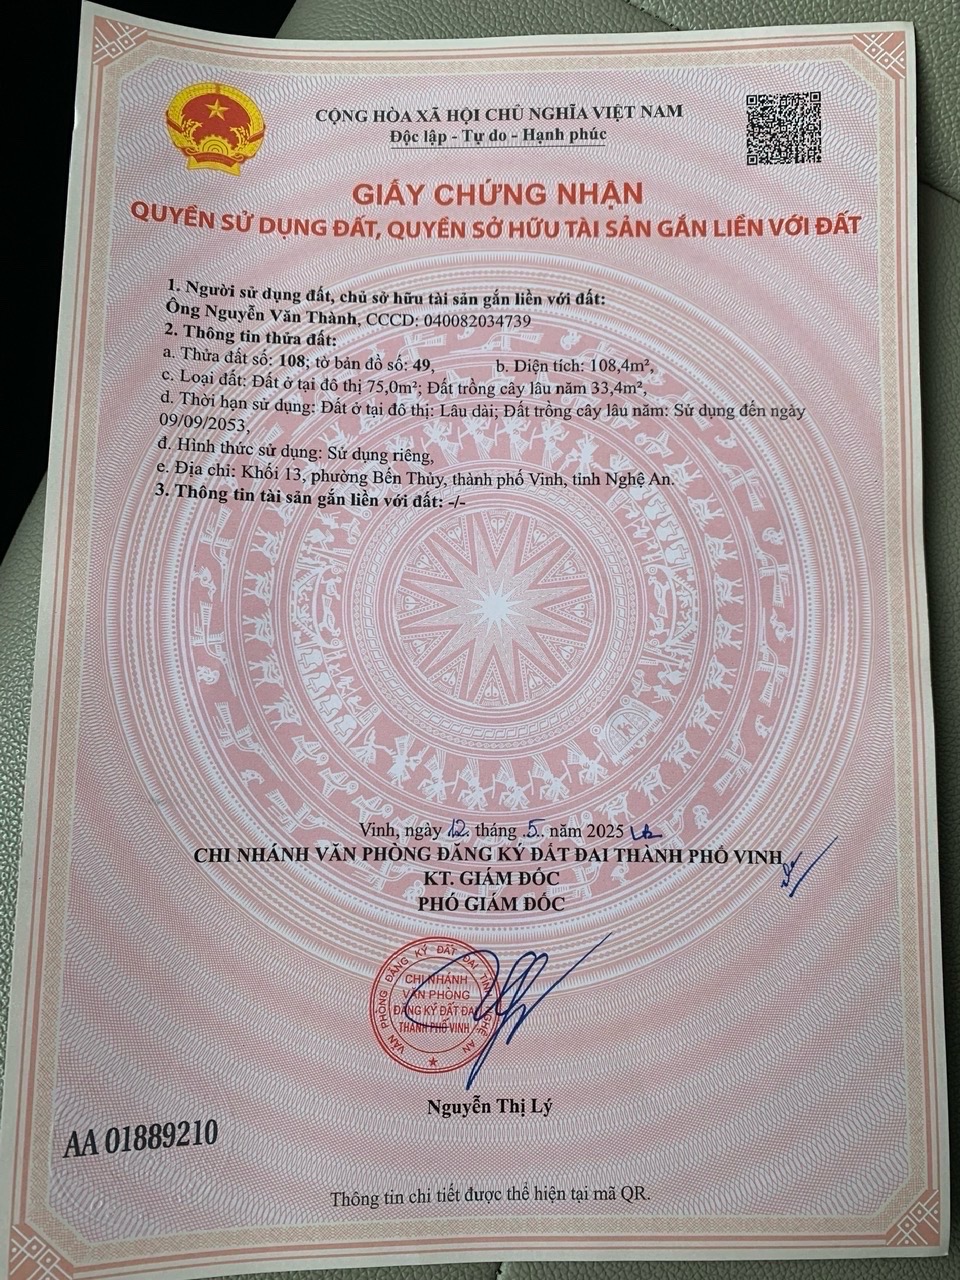 CỘNG HÒA XÃ HỘI CHỦ NGHĨA VIỆT NAM
Độc lập - Tự do - Hạnh phúc
GIẤY CHỨNG NHẬN
QUYỀN SỬ DỤNG ĐẤT, QUYỀN SỞ HỮU TÀI SẢN GẮN LIỀN VỚI ĐẤT
1. Người sử dụng đất, chủ sở hữu tài sản gắn liền với đất:
Ông Nguyễn Văn Thành, CCCD: 040082034739
2. Thông tin thửa đất:
a. Thửa đất số: 108; tờ bản đồ số: 49, b. Diện tích: 108,4m²,
c. Loại đất: Đất ở tại đô thị 75,0m²; Đất trồng cây lâu năm 33,4m²,
d. Thời hạn sử dụng: Đất ở tại đô thị: Lâu dài; Đất trồng cây lâu năm: Sử dụng đến ngày
09/09/2053,
đ. Hình thức sử dụng: Sử dụng riêng,
e. Địa chỉ: Khối 13, phường Bến Thủy, thành phố Vinh, tỉnh Nghệ An.
3. Thông tin tài sản gắn liền với đất: -/-
Vinh, ngày 12 tháng 5 năm 2025
CHI NHÁNH VĂN PHÒNG ĐĂNG KÝ ĐẤT ĐAI THÀNH PHỐ VINH
KT. GIÁM ĐỐC
PHÓ GIÁM ĐỐC
VĂN PHÒNG ĐĂNG KÝ ĐẤT ĐAI TỈNH NGHỆ AN
CHI NHÁNH
VĂN PHÒNG
ĐĂNG KÝ ĐẤT ĐAI
THÀNH PHỐ VINH
Nguyễn Thị Lý
AA 01889210
Thông tin chi tiết được thể hiện tại mã QR.